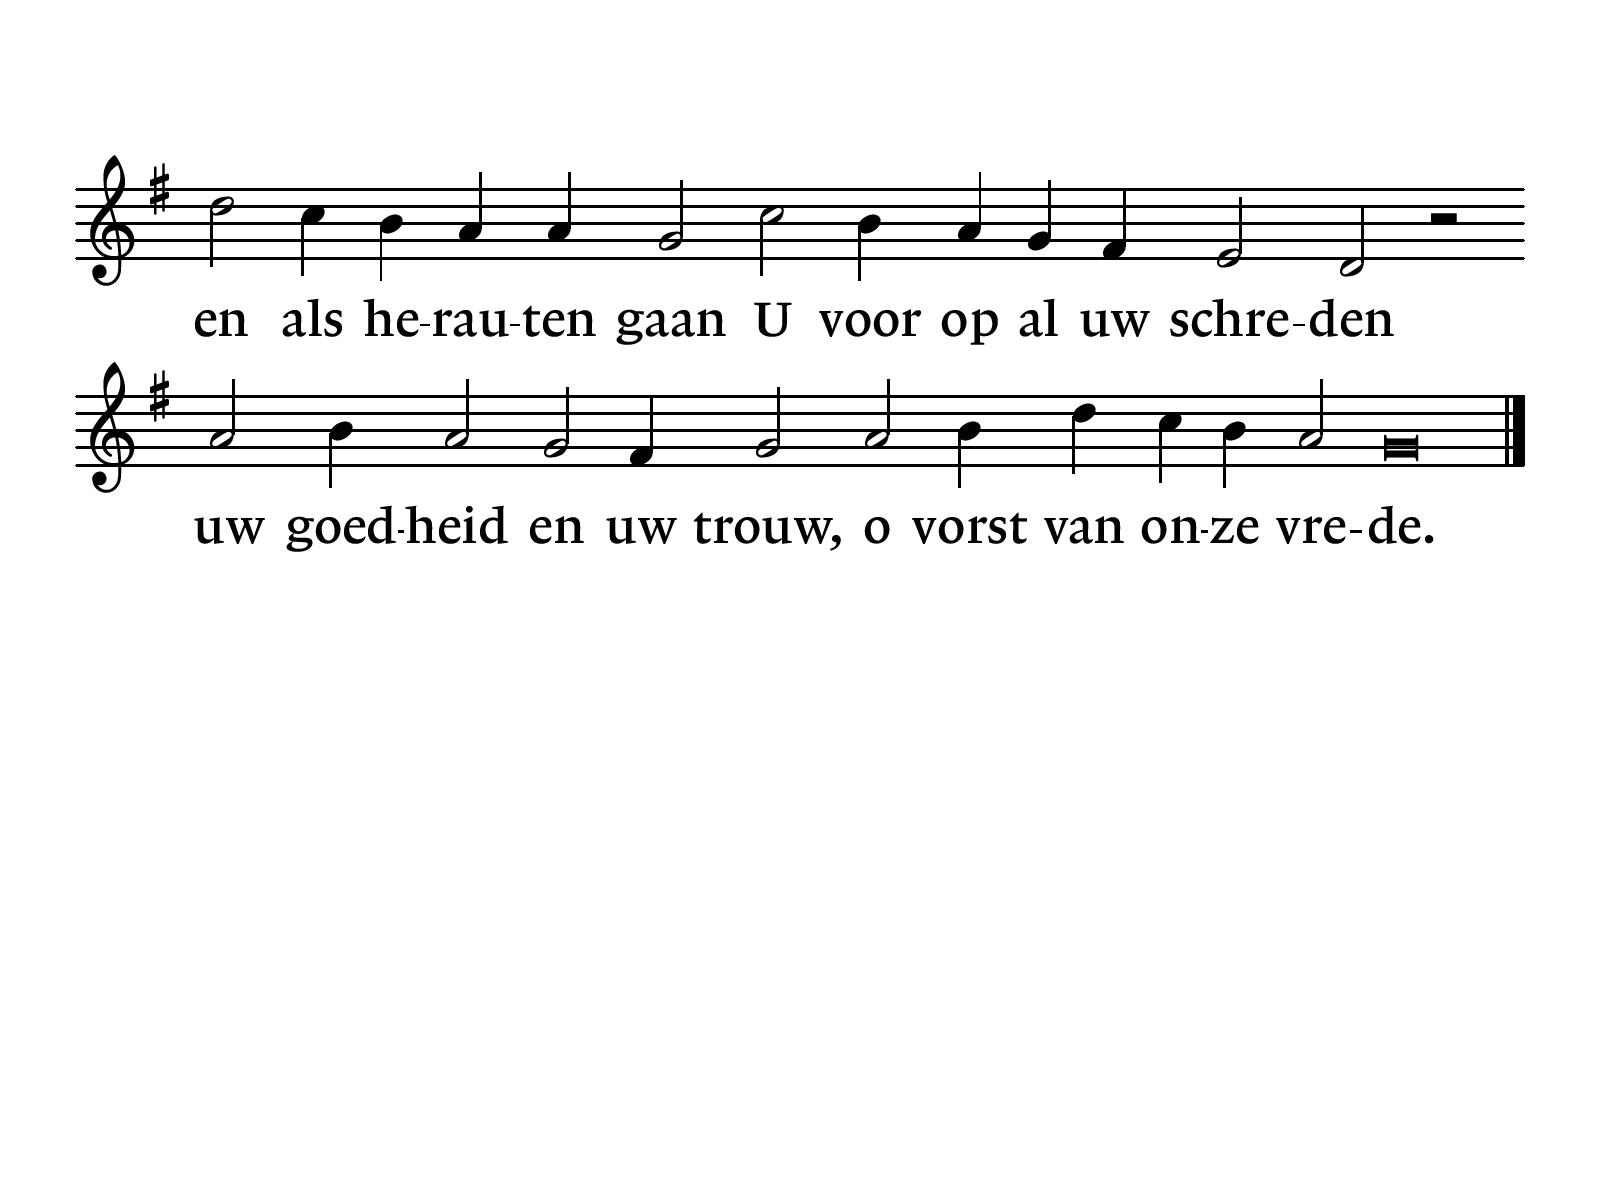 en als he-rau-ten gaan U voor op al uw schre-den
uw goed-heid en uw trouw, o vorst van on-ze vre-de.